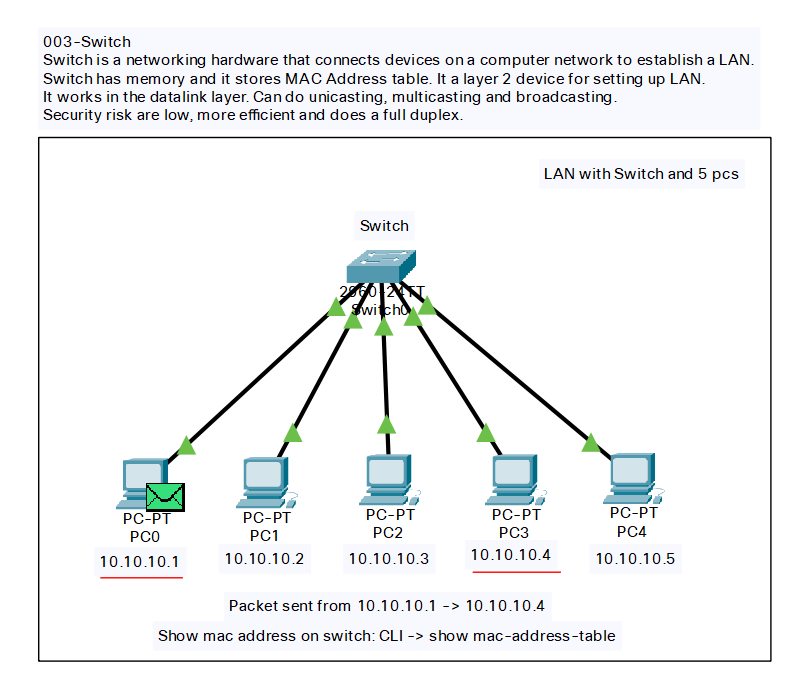 003-Switch
Switch is a networking hardware that connects devices on a computer network to establish a LAN.
Switch has memory and it stores MAC Address table. It a layer 2 device for setting up LAN.
It works in the datalink layer. Can do unicasting, multicasting and broadcasting.
Security risk are low, more efficient and does a full duplex.
LAN with Switch and 5 pcs
Switch
2960-24TT
Switch0
PC-PT
PC0
PC-PT
PC1
PC-PT
PC2
PC-PT
PC3
PC-PT
PC4
10.10.10.1
10.10.10.2
10.10.10.3
10.10.10.4
10.10.10.5
Packet sent from 10.10.10.1 -> 10.10.10.4
Show mac address on switch: CLI -> show mac-address-table